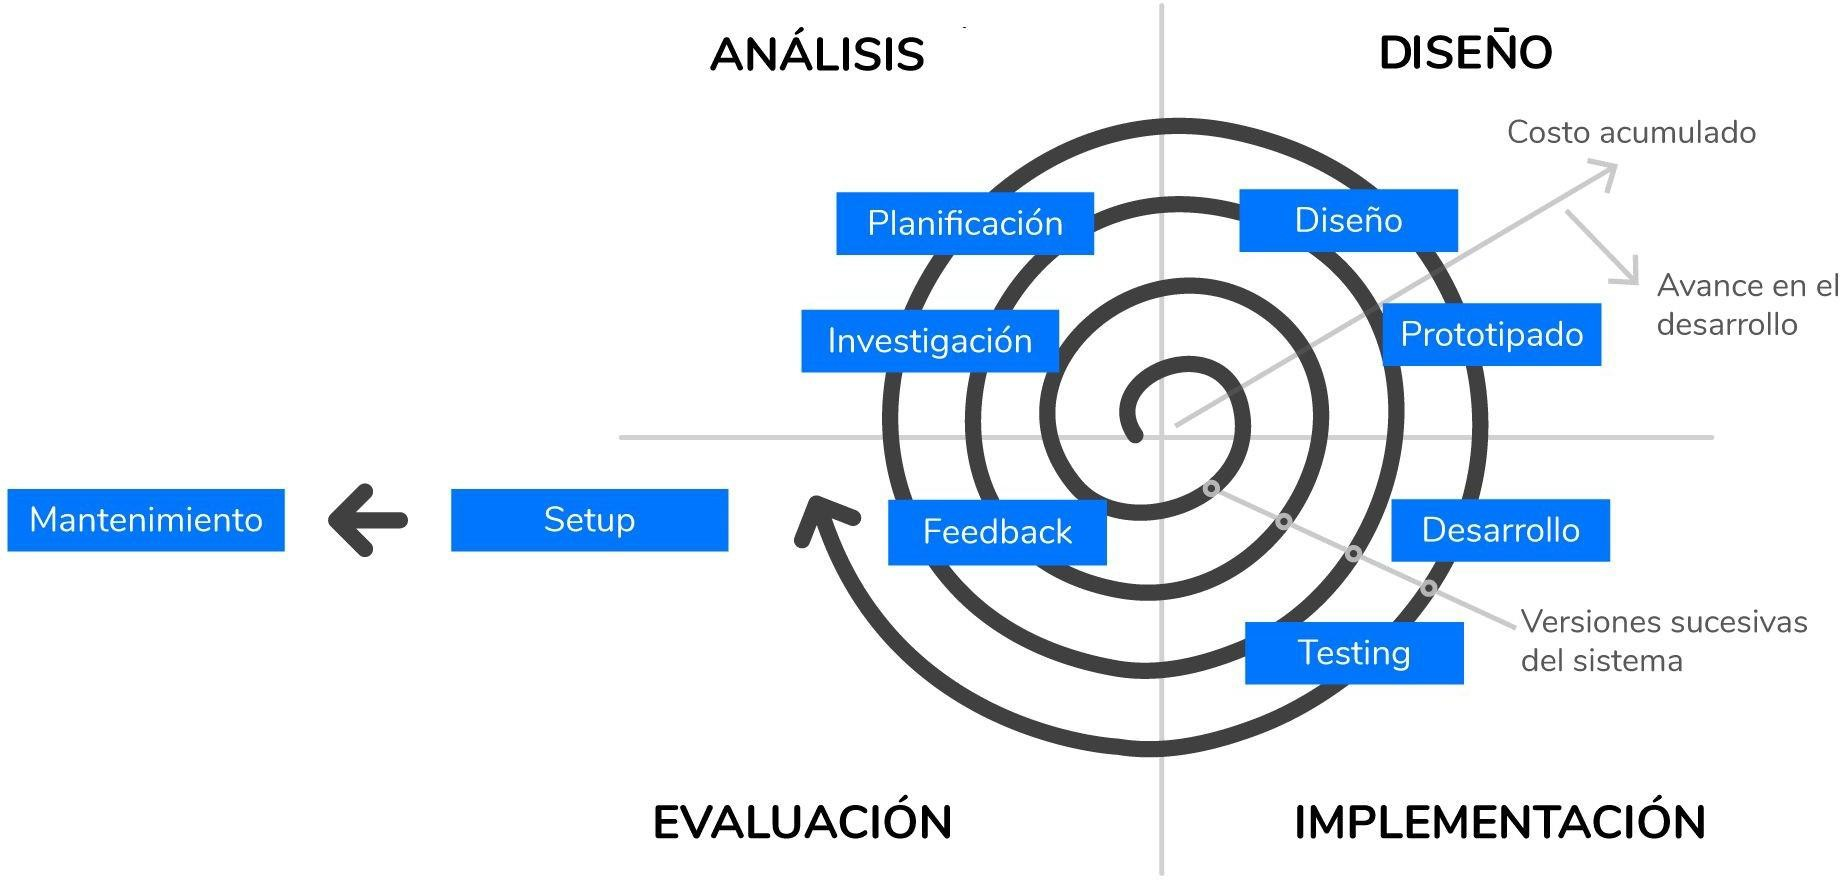 ANÁLISIS
DISEÑO
Costo acumulado
Planificación
Diseño
Avance en el
desarrollo
Investigación
Prototipado
Mantenimiento
Setup
Feedback
Desarrollo
Versiones sucesivas
del sistema
Testing
EVALUACIÓN
IMPLEMENTACIÓN